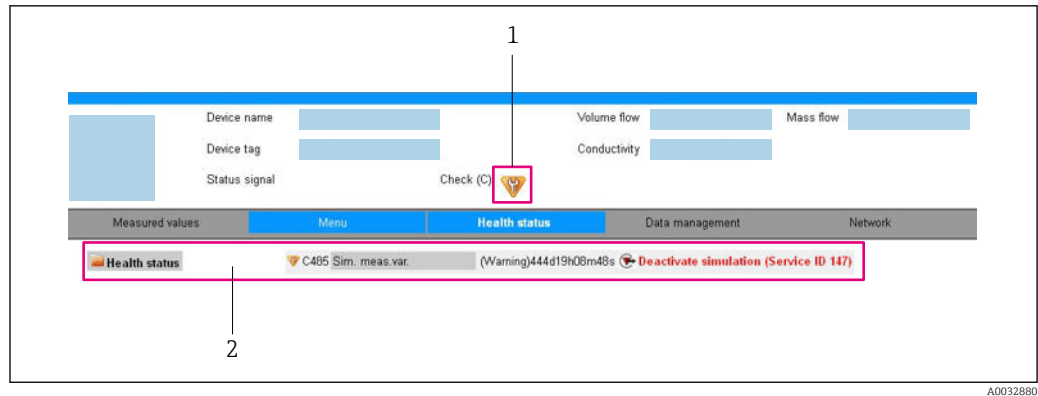 1
Device name
Volume flow
Mass flow
Device tag
Conductivity
Status signal
Check (C)
Measured values
Menu
Health status
Data management
Network
Health status
C485 Sim. meas.var.
(Warning)444d19h08m48s
Deactivate simulation (Service ID 147)
2
A0032880